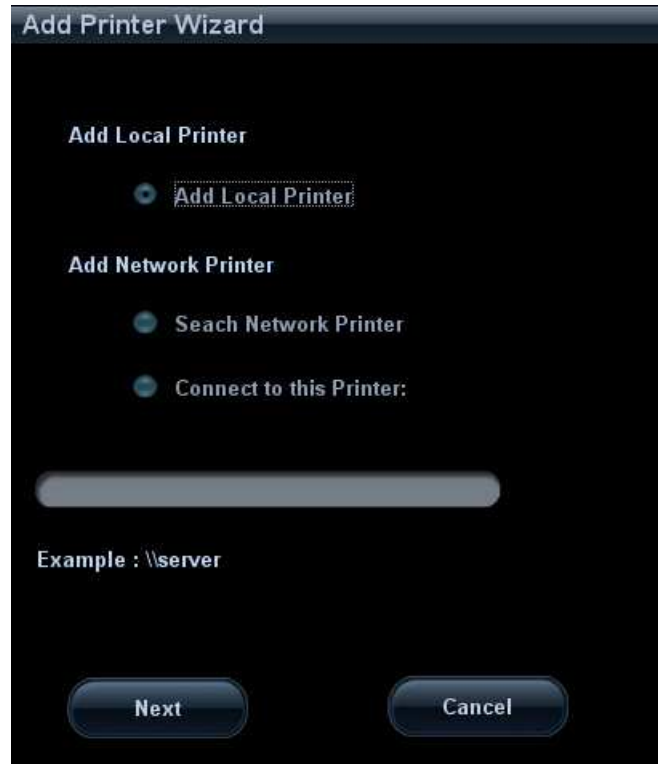 Add Printer Wizard
Add Local Printer
Add Local Printer
Add Network Printer
Seach Network Printer
Connect to this Printer:
Example : \\server
Next
Cancel